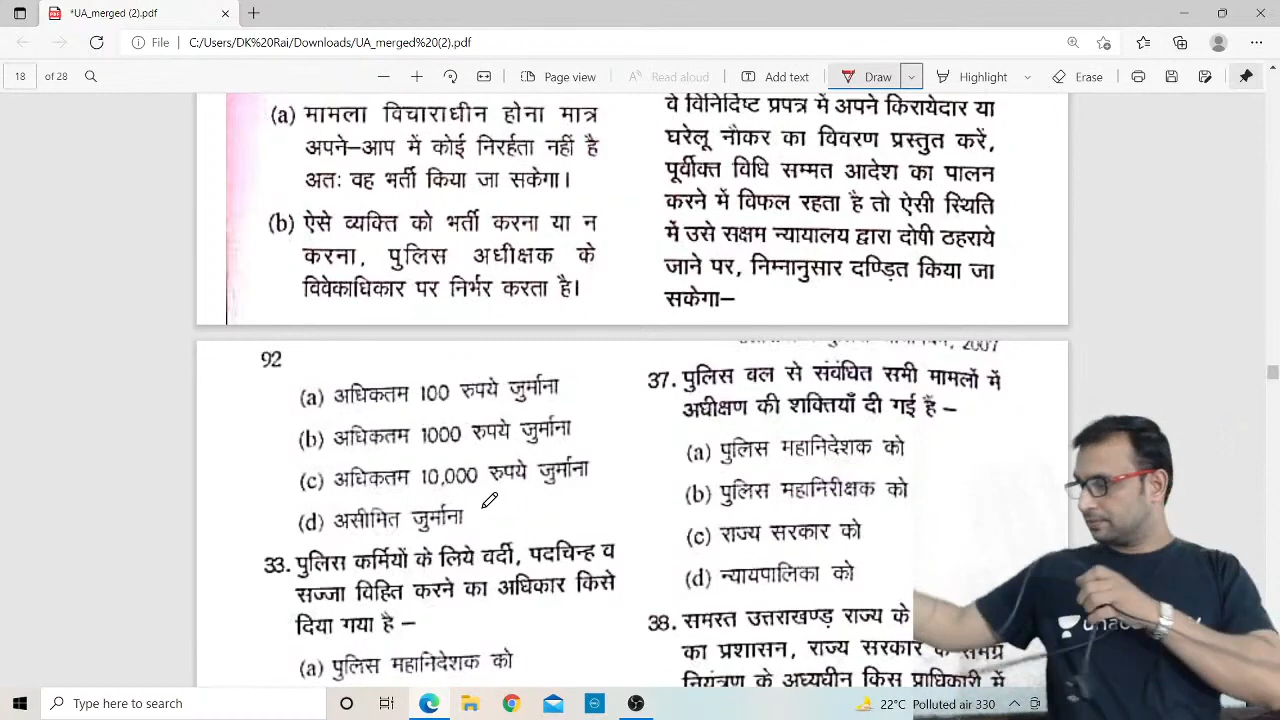 *UA_merged (2).pdf
File
C:/Users/DK%20Rai/Downloads/UA_merged%20(2).pdf
18 of 28
Page view
Read aloud
Add text
Draw
Highlight
Erase
(a) मामला विचाराधीन होना मात्र
अपने–आप में कोई निरर्हता नहीं है
अतः वह भर्ती किया जा सकेगा।
(b) ऐसे व्यक्ति को भर्ती करना या न
करना, पुलिस अधीक्षक के
विवेकाधिकार पर निर्भर करता है।
वे विनिर्दिष्ट प्रपत्र में अपने किरायेदार या
घरेलू नौकर का विवरण प्रस्तुत करें,
पूर्वोक्त विधि सम्मत आदेश का पालन
करने में विफल रहता है तो ऐसी स्थिति
में उसे सक्षम न्यायालय द्वारा दोषी ठहराये
जाने पर, निम्नानुसार दण्ड़ित किया जा
सकेगा–
92
(a) अधिकतम 100 रुपये जुर्माना
(b) अधिकतम 1000 रुपये जुर्माना
(c) अधिकतम 10,000 रुपये जुर्माना
(d) असीमित जुर्माना
33. पुलिस कर्मियों के लिये वर्दी, पदचिन्ह व
सज्जा विहित करने का अधिकार किसे
दिया गया है –
(a) पुलिस महानिदेशक को
2007
37. पुलिस वल से संवंधित सभी मामलों में
अधीक्षण की शक्तियाँ दी गई है –
(a) पुलिस महानिदेशक को
(b) पुलिस महानिरीक्षक को
(c) राज्य सरकार को
(d) न्यायपालिका को
38. समस्त उत्तराखण्ड़ राज्य के
का प्रशासन, राज्य सरकार के समग्र
नियंत्रण के अध्यधीन किस प्राधिकारी में
Type here to search
22°C Polluted air 330